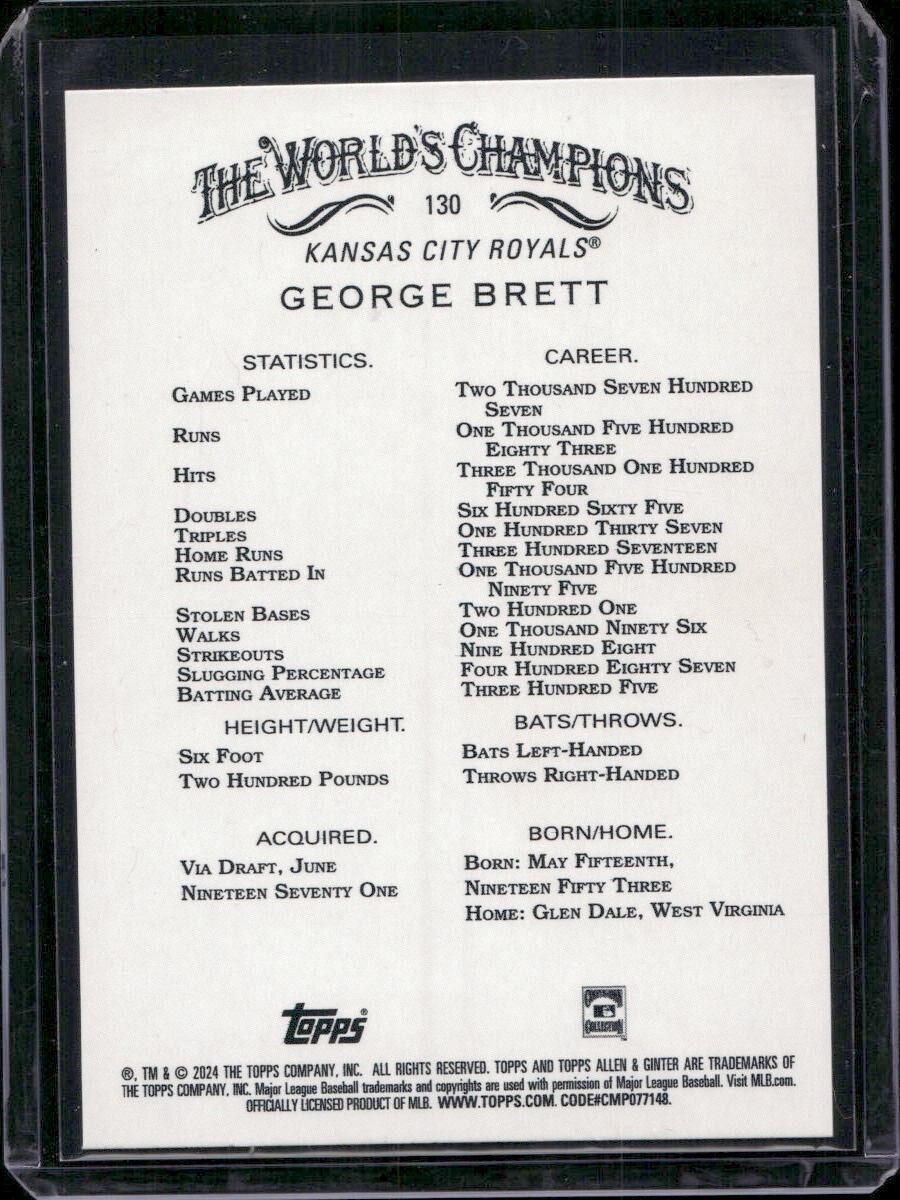 THE WORLD'S CHAMPIONS
130
KANSAS CITY ROYALS®
GEORGE BRETT
STATISTICS. CAREER.
GAMES PLAYED TWO THOUSAND SEVEN HUNDRED
SEVEN
RUNS ONE THOUSAND FIVE HUNDRED
EIGHTY THREE
HITS THREE THOUSAND ONE HUNDRED
FIFTY FOUR
DOUBLES SIX HUNDRED SIXTY FIVE
TRIPLES ONE HUNDRED THIRTY SEVEN
HOME RUNS THREE HUNDRED SEVENTEEN
RUNS BATTED IN ONE THOUSAND FIVE HUNDRED
NINETY FIVE
STOLEN BASES TWO HUNDRED ONE
WALKS ONE THOUSAND NINETY SIX
STRIKEOUTS NINE HUNDRED EIGHT
SLUGGING PERCENTAGE FOUR HUNDRED EIGHTY SEVEN
BATTING AVERAGE THREE HUNDRED FIVE
HEIGHT/WEIGHT. BATS/THROWS.
SIX FOOT BATS LEFT-HANDED
TWO HUNDRED POUNDS THROWS RIGHT-HANDED
ACQUIRED. BORN/HOME.
VIA DRAFT, JUNE BORN: MAY FIFTEENTH,
NINETEEN SEVENTY ONE NINETEEN FIFTY THREE
HOME: GLEN DALE, WEST VIRGINIA
Topps®
COOPERSTOWN
COLLECTION
®, TM & © 2024 THE TOPPS COMPANY, INC. ALL RIGHTS RESERVED. TOPPS AND TOPPS ALLEN & GINTER ARE TRADEMARKS OF
THE TOPPS COMPANY, INC. Major League Baseball trademarks and copyrights are used with permission of Major League Baseball. Visit MLB.com.
OFFICIALLY LICENSED PRODUCT OF MLB. WWW.TOPPS.COM. CODE#CMP077148.